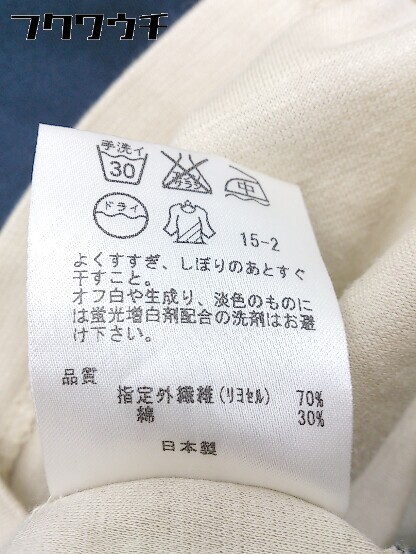 フクワウチ
手洗イ
30
エンソ
サラシ
中
ドライ
15-2
よくすすぎ、しぼりのあとすぐ
干すこと。
オフ白や生成り、淡色のものに
は蛍光増白剤配合の洗剤はお避
け下さい。
品質
指定外繊維(リヨセル) 70%
綿 30%
日本製